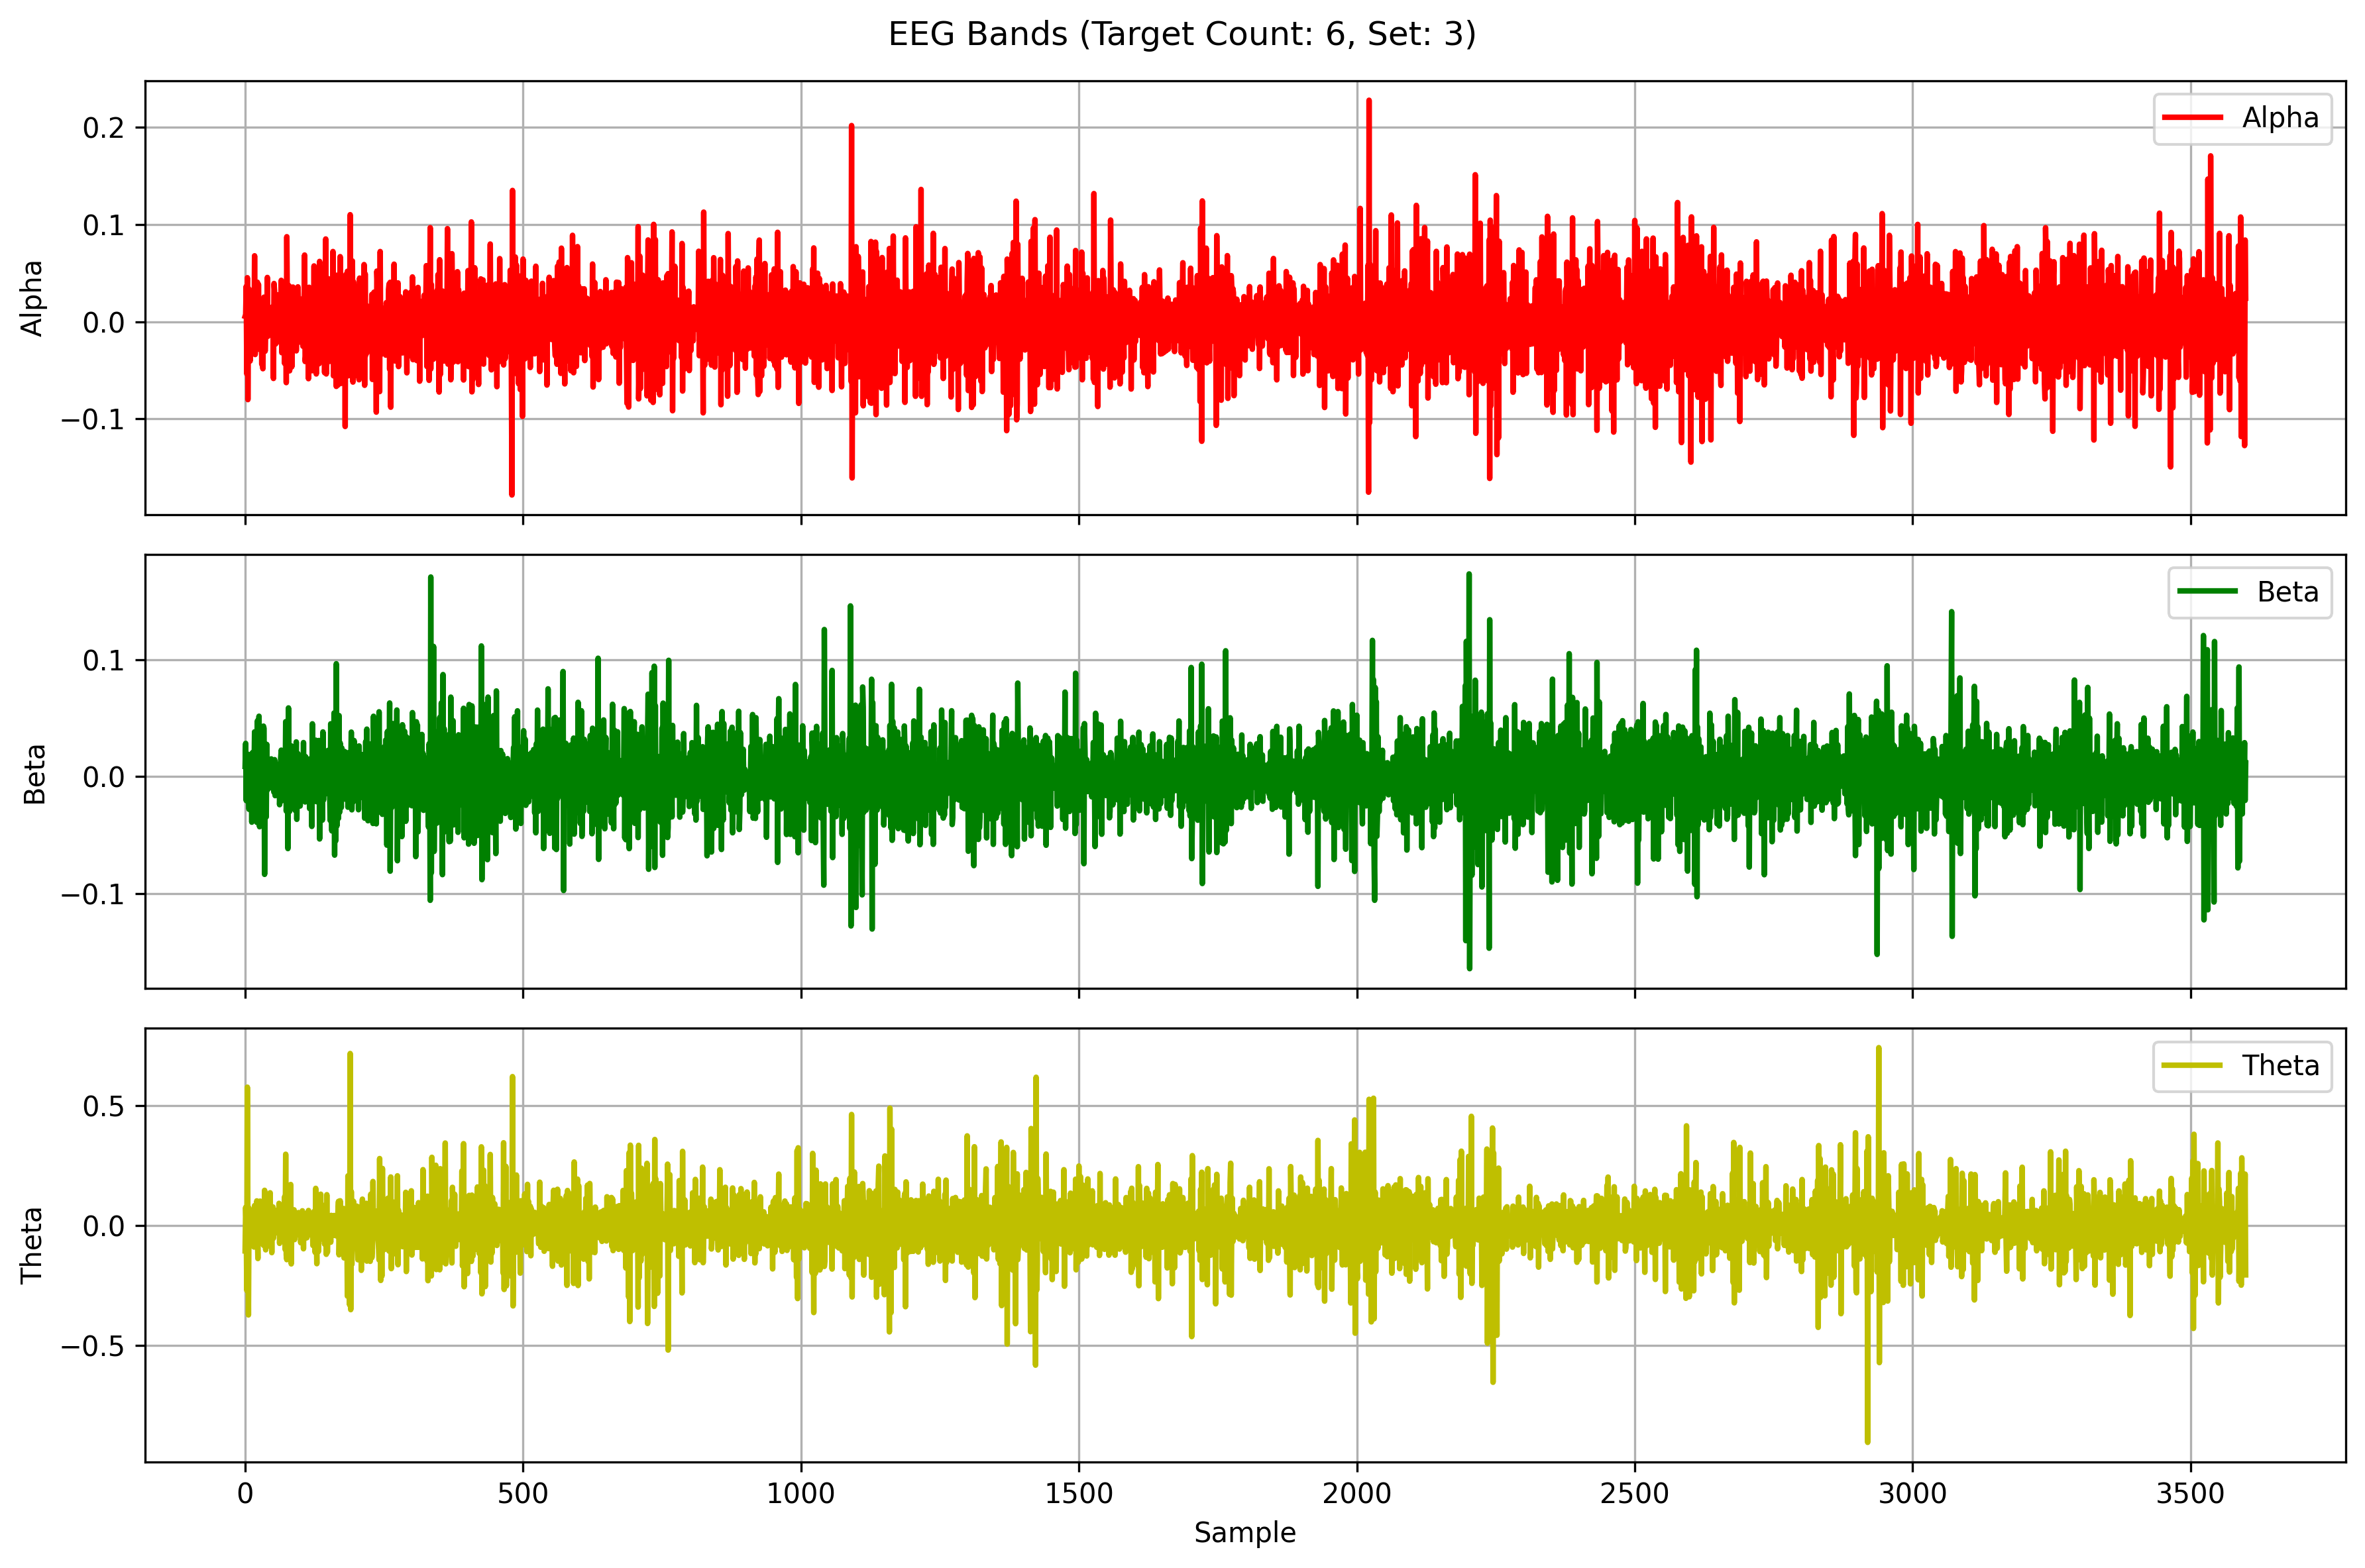 EEG Bands (Target Count: 6, Set: 3)
Alpha
0.2
0.1
0.0
−0.1
Alpha
Beta
0.1
0.0
−0.1
Beta
Theta
0.5
0.0
−0.5
Theta
0 500 1000 1500 2000 2500 3000 3500
Sample